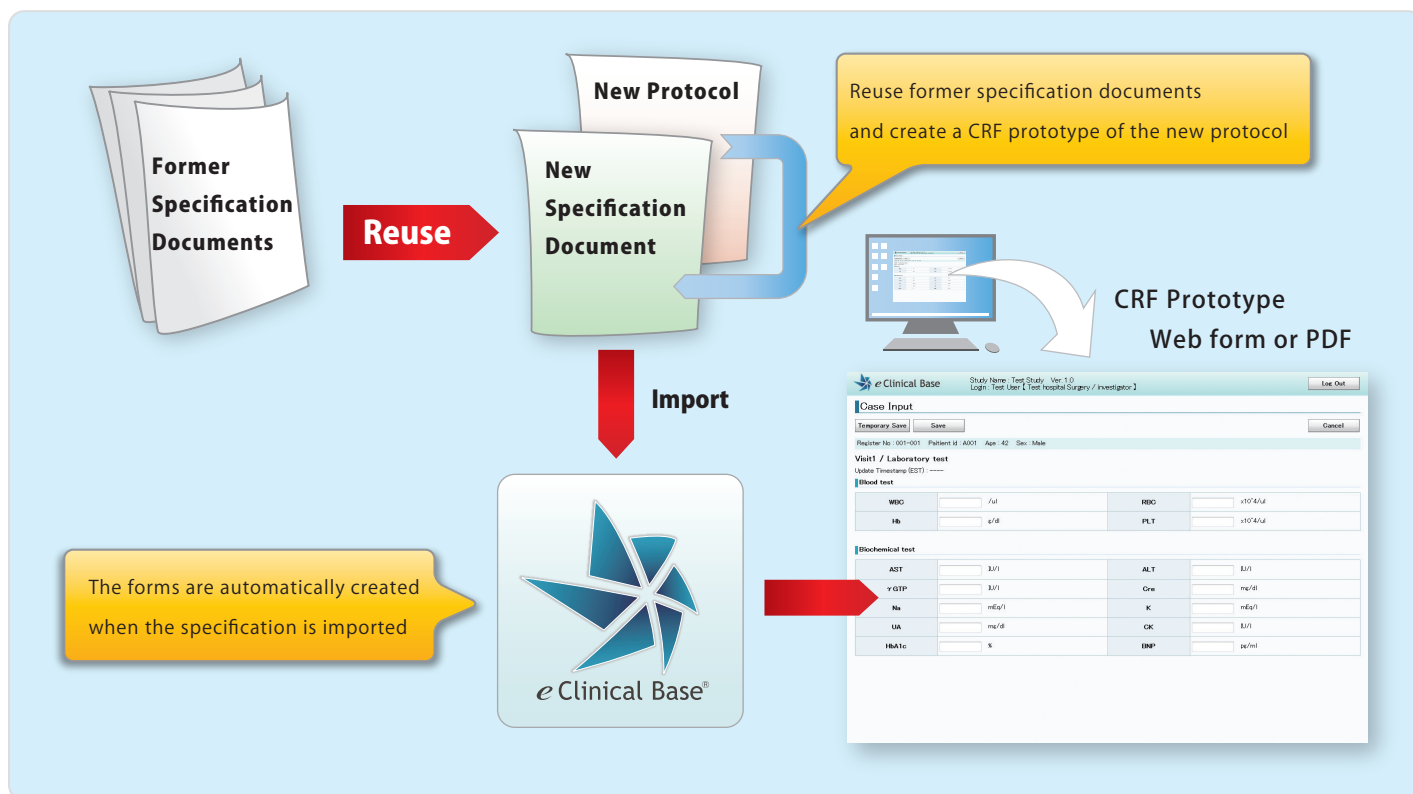 Former
Specification
Documents
Reuse
New Protocol
New
Specification
Document
Reuse former specification documents
and create a CRF prototype of the new protocol
Import
CRF Prototype
Web form or PDF
The forms are automatically created
when the specification is imported
e Clinical Base®
e Clinical Base
Study Name : Test Study Ver. 1.0
Login : Test User【 Test hospital Surgery / investigator 】
Log Out
Case Input
Temporary Save Save Cancel
Register No : 001-001 Paitient id : A001 Age : 42 Sex : Male
Visit1 / Laboratory test
Update Timestamp (EST) : ----
Blood test
WBC /ul RBC x10^4/ul
Hb g/dl PLT x10^4/ul
Biochemical test
AST IU/l ALT IU/l
γGTP IU/l Cre mg/dl
Na mEq/l K mEq/l
UA mg/dl CK IU/l
HbA1c % BNP pg/ml